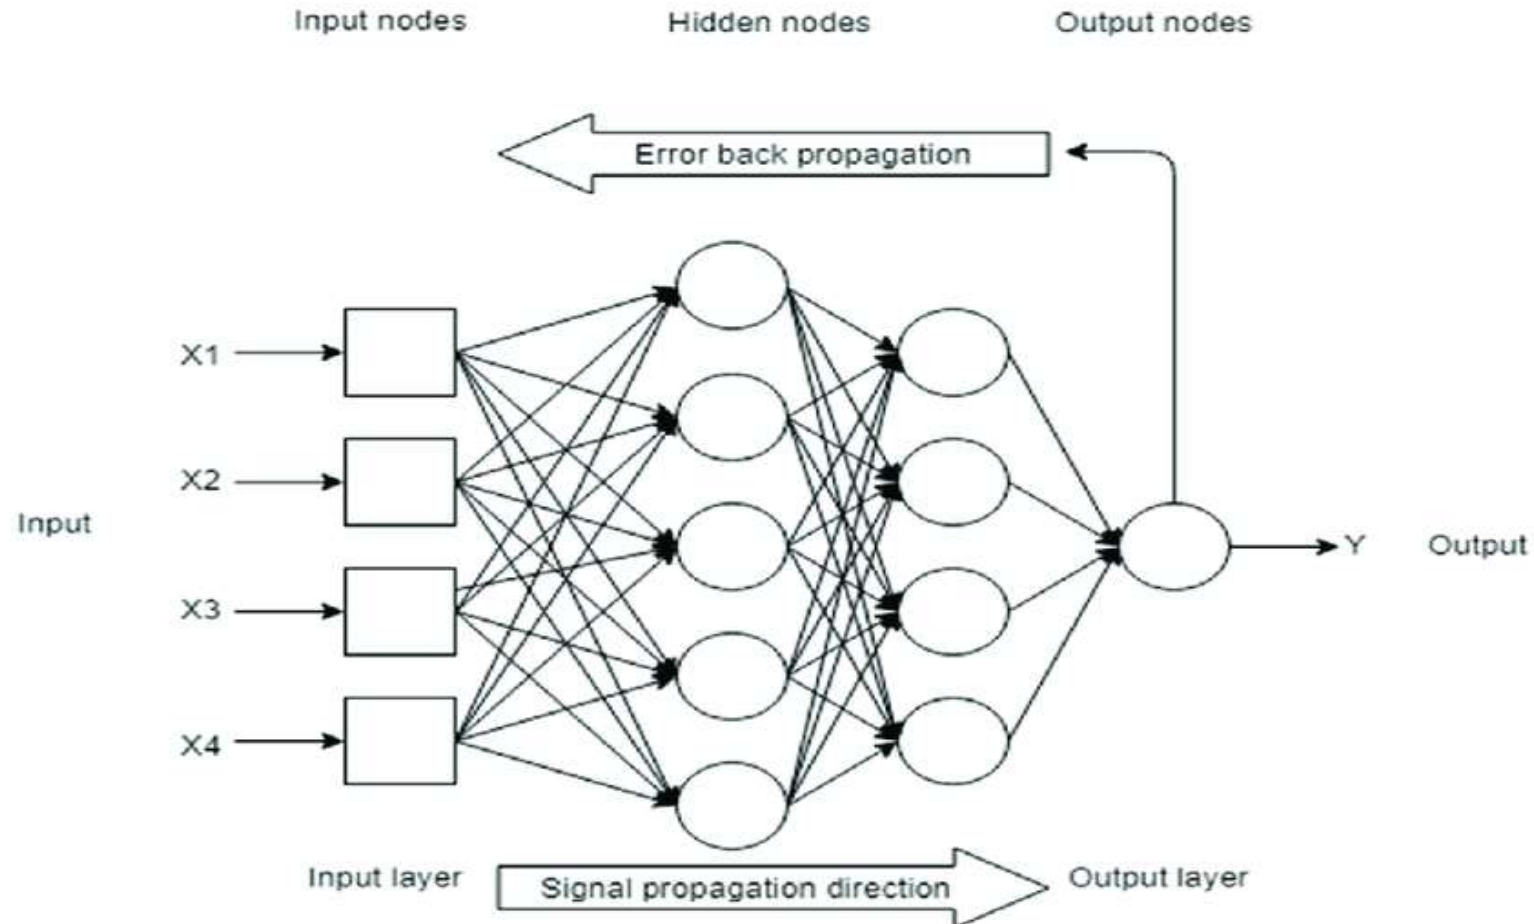 Input nodes
Hidden nodes
Output nodes
Error back propagation
X1
X2
Input
X3
X4
Y
Output
Input layer
Signal propagation direction
Output layer